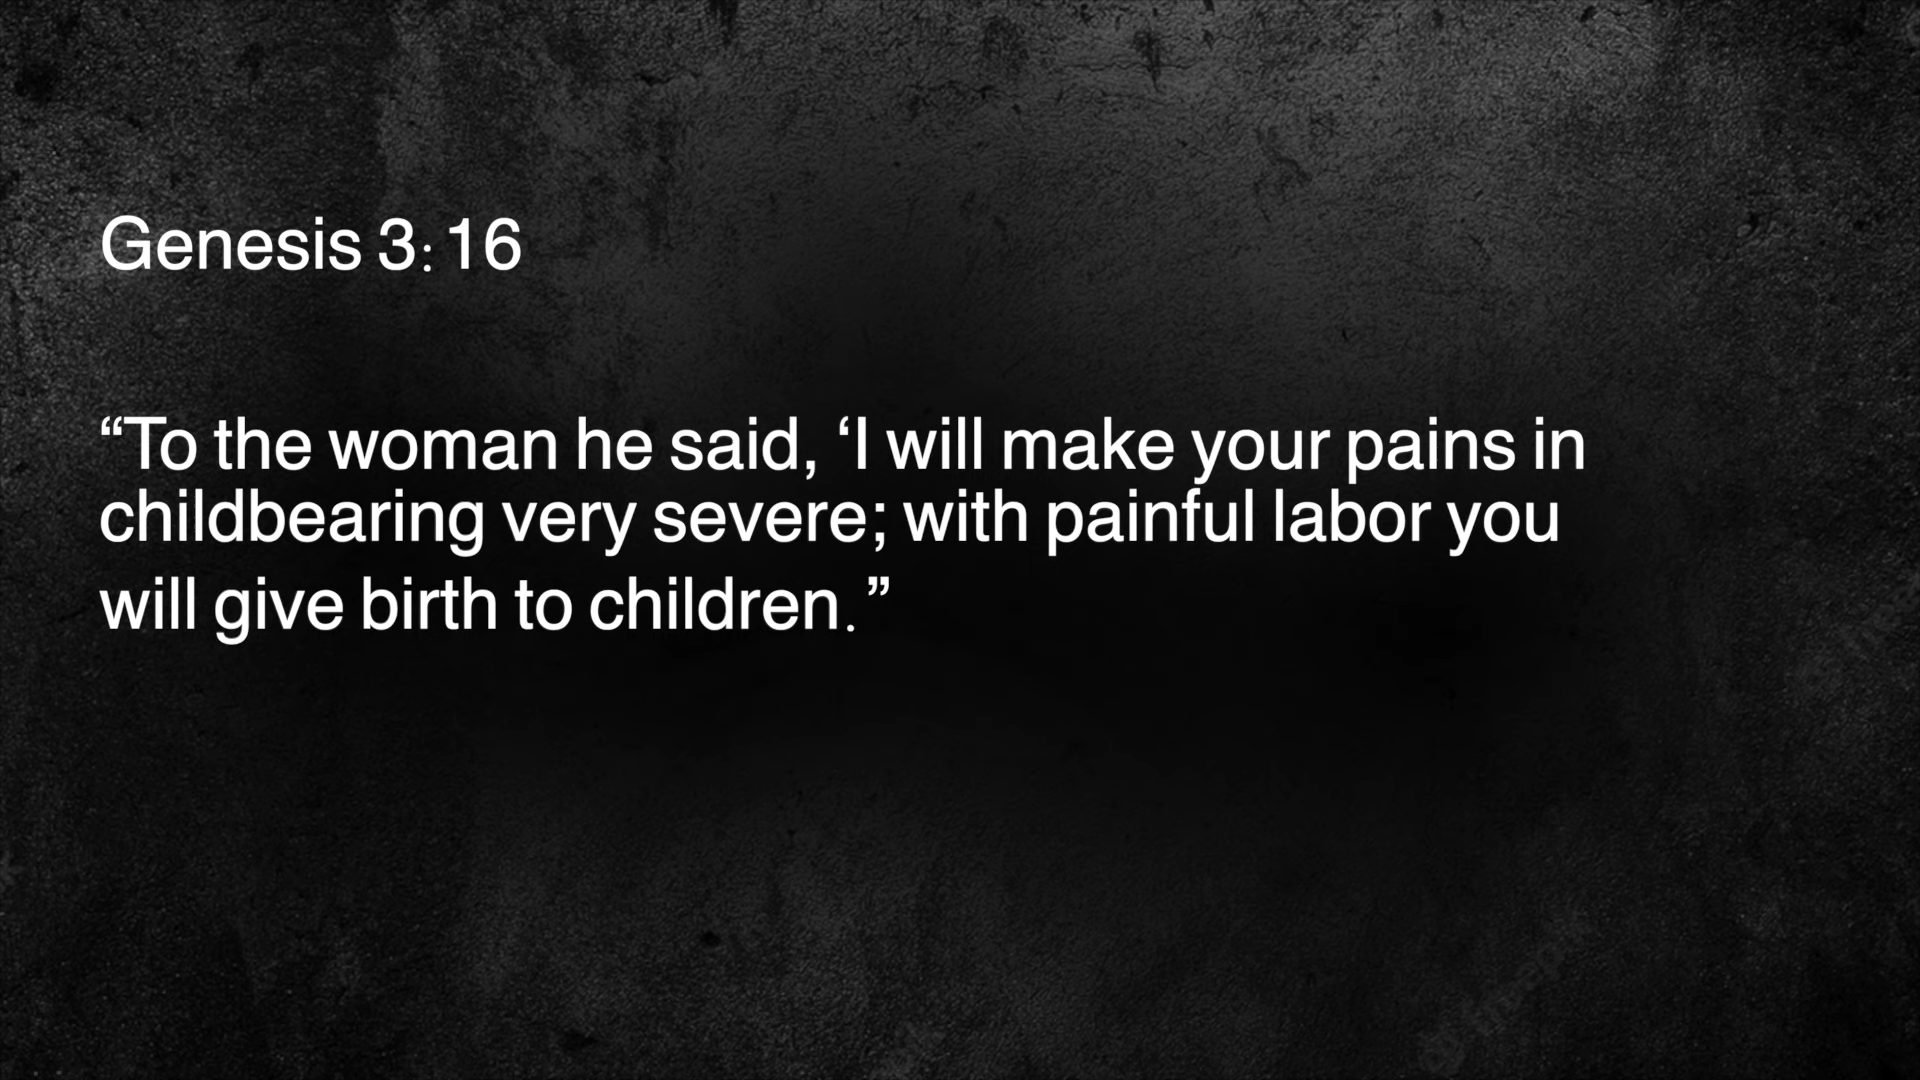 Genesis 3:16
“To the woman he said, ‘I will make your pains in
childbearing very severe; with painful labor you
will give birth to children.”